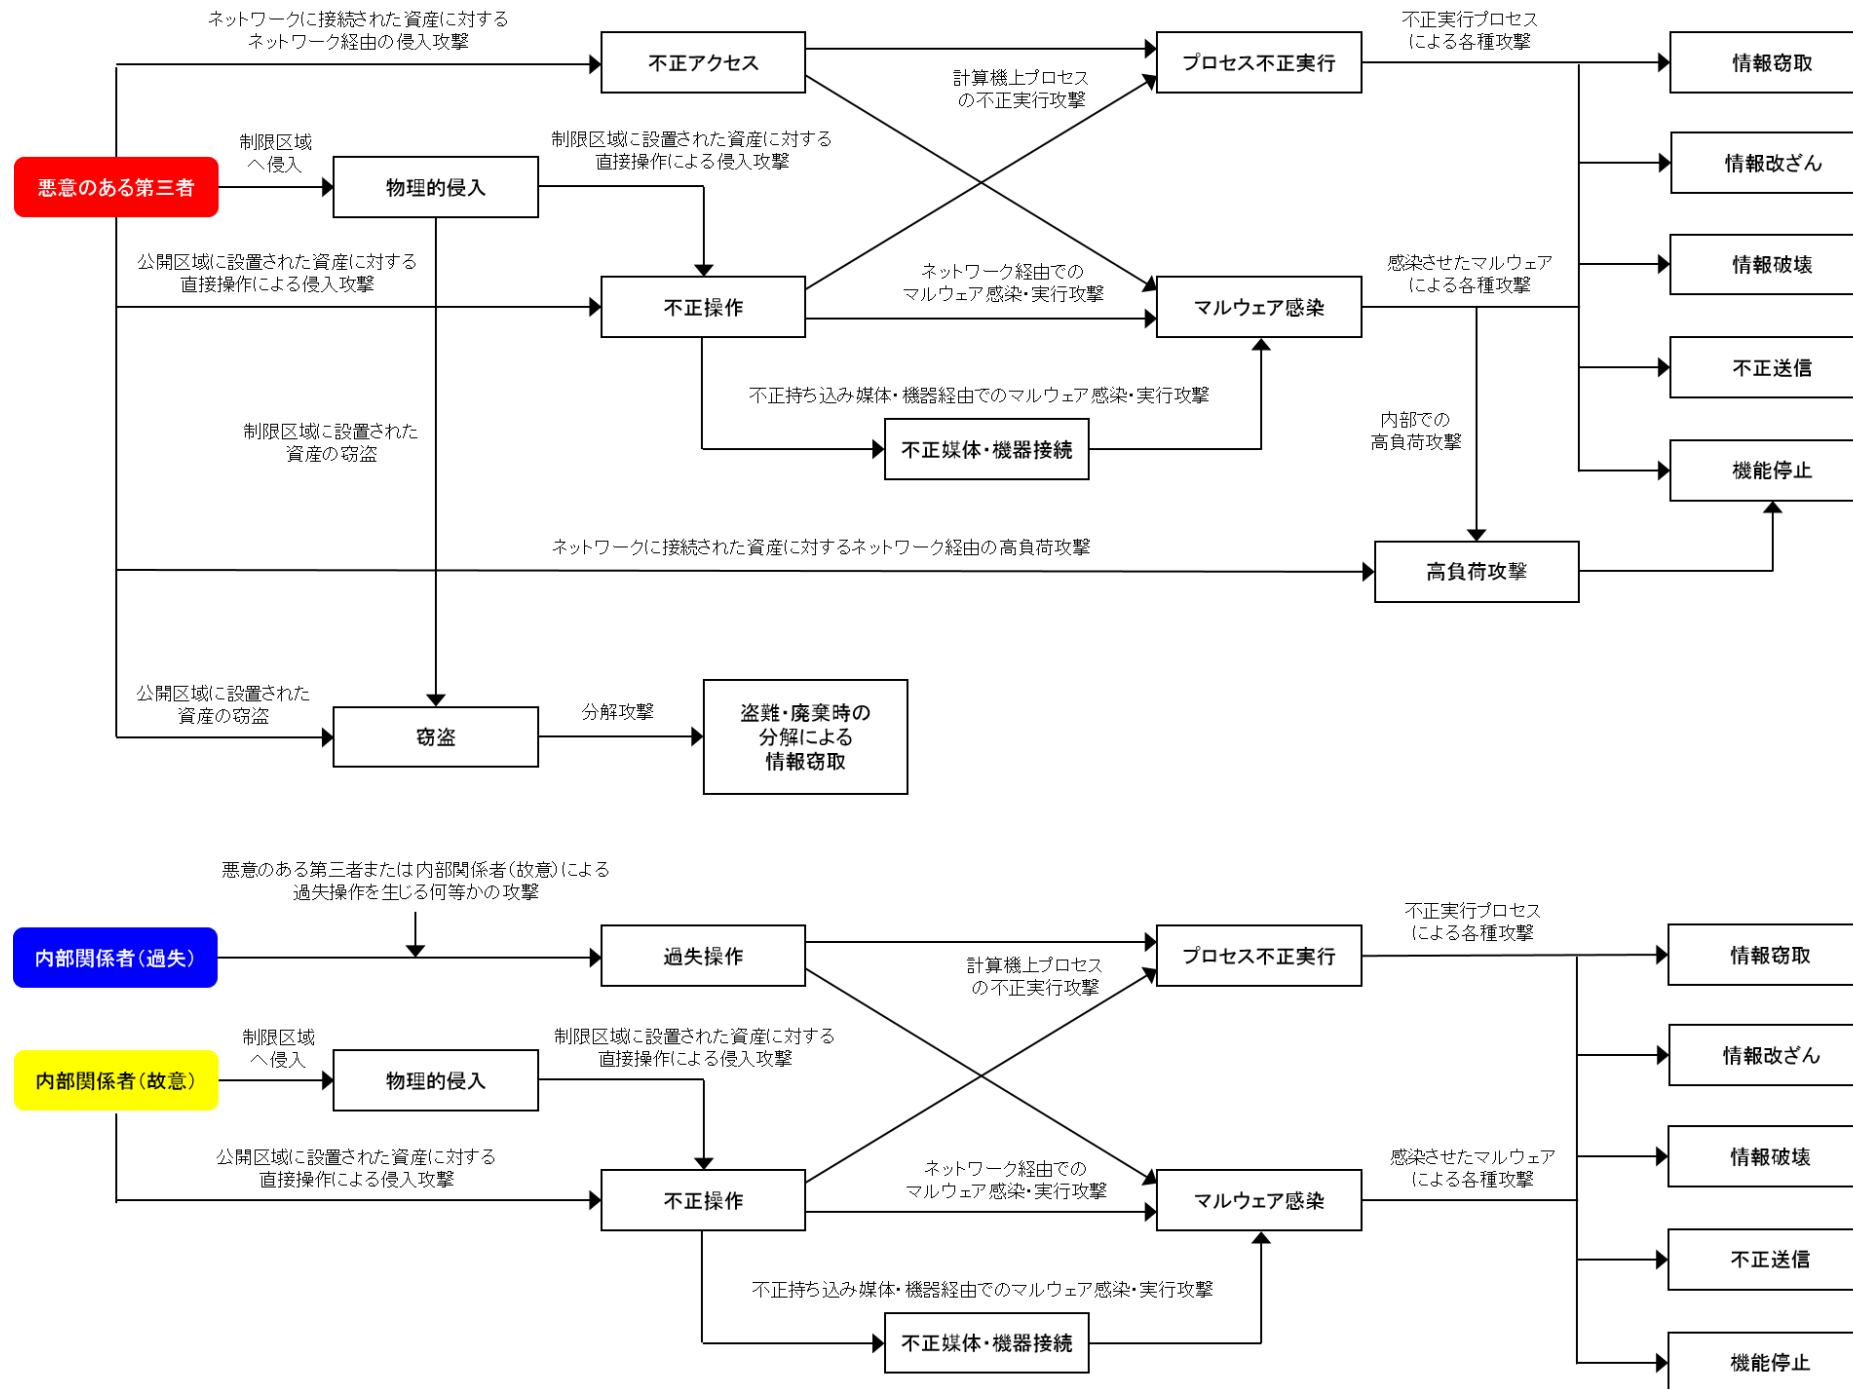 ネットワークに接続された資産に対する
ネットワーク経由の侵入攻撃
不正アクセス
計算機上プロセス
の不正実行攻撃
プロセス不正実行
不正実行プロセス
による各種攻撃
情報窃取
悪意のある第三者
制限区域
へ侵入
物理的侵入
制限区域に設置された資産に対する
直接操作による侵入攻撃
情報改ざん
公開区域に設置された資産に対する
直接操作による侵入攻撃
不正操作
ネットワーク経由での
マルウェア感染・実行攻撃
マルウェア感染
感染させたマルウェア
による各種攻撃
情報破壊
不正送信
制限区域に設置された
資産の窃盗
不正持ち込み媒体・機器経由でのマルウェア感染・実行攻撃
不正媒体・機器接続
内部での
高負荷攻撃
機能停止
ネットワークに接続された資産に対するネットワーク経由の高負荷攻撃
高負荷攻撃
公開区域に設置された
資産の窃盗
窃盗
分解攻撃
盗難・廃棄時の
分解による
情報窃取
悪意のある第三者または内部関係者(故意)による
過失操作を生じる何等かの攻撃
内部関係者(過失)
過失操作
計算機上プロセス
の不正実行攻撃
プロセス不正実行
不正実行プロセス
による各種攻撃
情報窃取
内部関係者(故意)
制限区域
へ侵入
物理的侵入
制限区域に設置された資産に対する
直接操作による侵入攻撃
情報改ざん
公開区域に設置された資産に対する
直接操作による侵入攻撃
不正操作
ネットワーク経由での
マルウェア感染・実行攻撃
マルウェア感染
感染させたマルウェア
による各種攻撃
情報破壊
不正送信
不正持ち込み媒体・機器経由でのマルウェア感染・実行攻撃
不正媒体・機器接続
機能停止